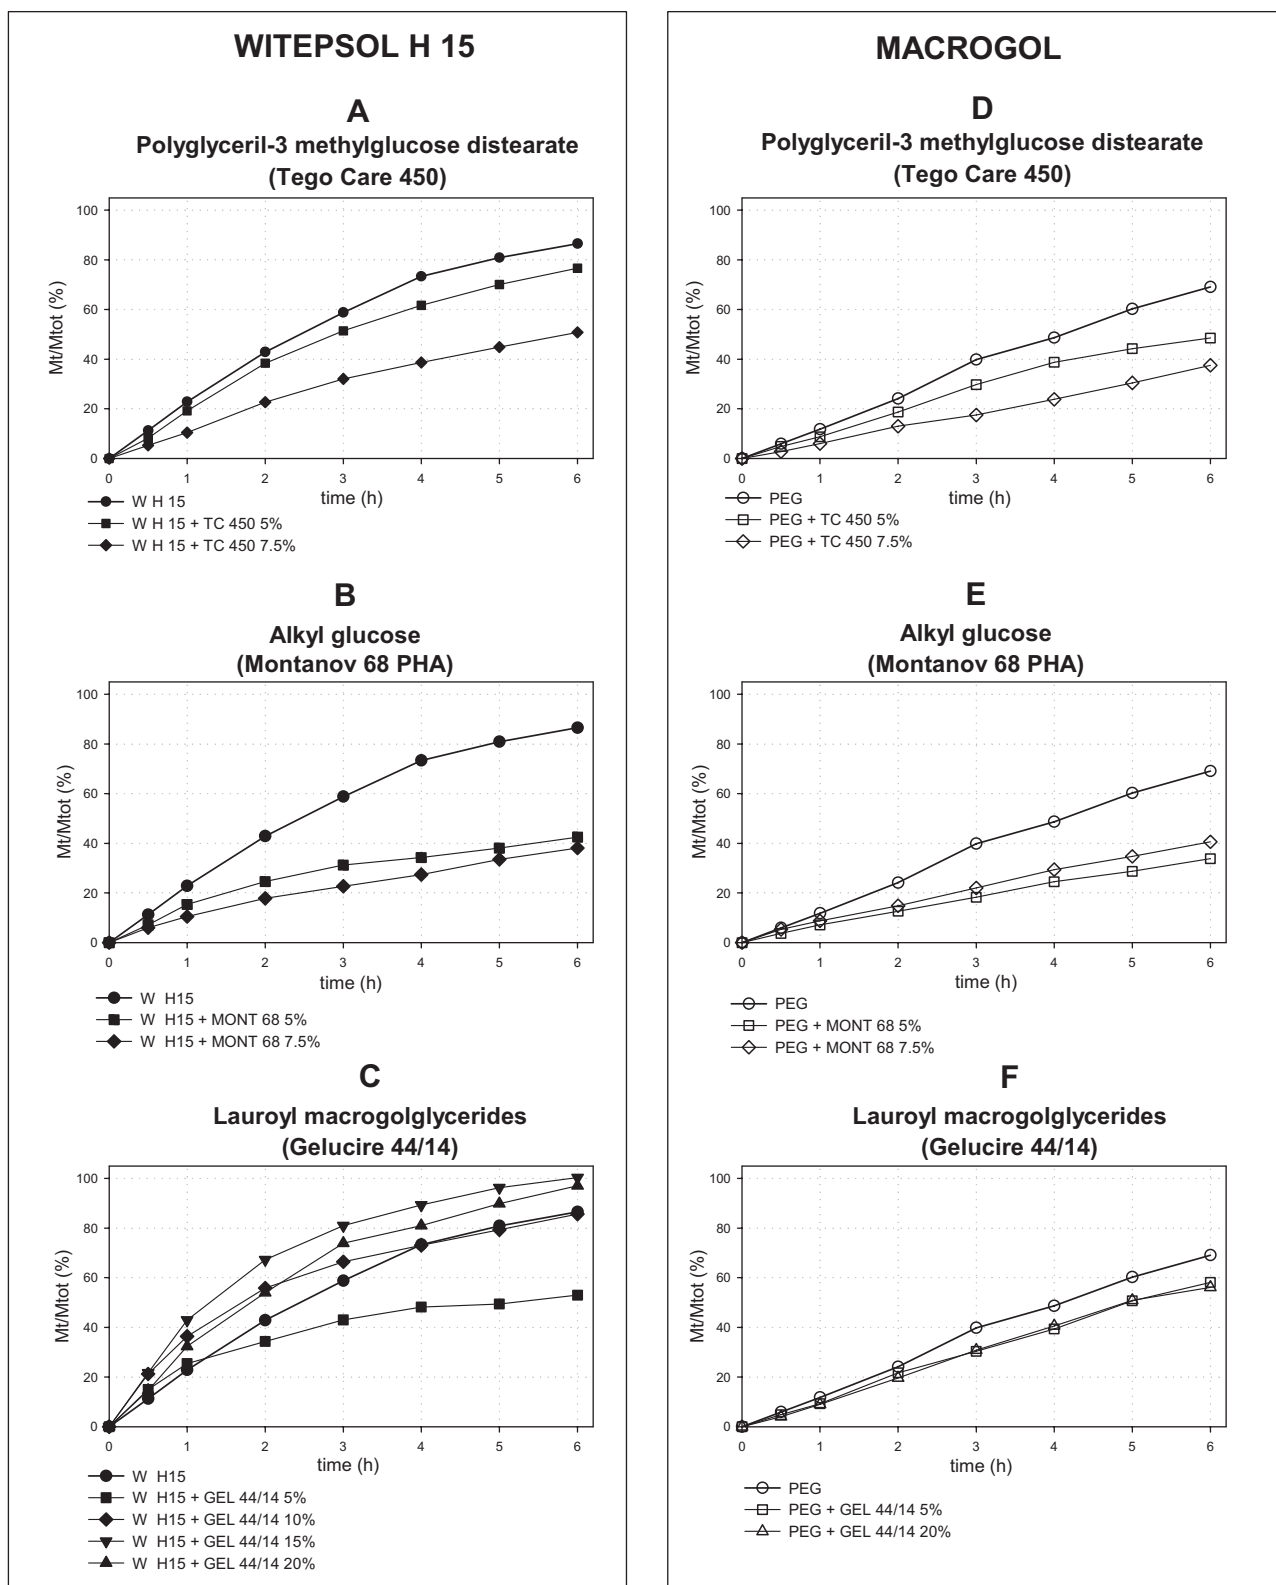 WITEPSOL H 15
A
Polyglyceril-3 methylglucose distearate
(Tego Care 450)
Mt/Mtot (%)
100
80
60
40
20
0
0 1 2 3 4 5 6
time (h)
W H 15
W H 15 + TC 450 5%
W H 15 + TC 450 7.5%
B
Alkyl glucose
(Montanov 68 PHA)
Mt/Mtot (%)
100
80
60
40
20
0
0 1 2 3 4 5 6
time (h)
W H15
W H15 + MONT 68 5%
W H15 + MONT 68 7.5%
C
Lauroyl macrogolglycerides
(Gelucire 44/14)
Mt/Mtot (%)
100
80
60
40
20
0
0 1 2 3 4 5 6
time (h)
W H15
W H15 + GEL 44/14 5%
W H15 + GEL 44/14 10%
W H15 + GEL 44/14 15%
W H15 + GEL 44/14 20%
MACROGOL
D
Polyglyceril-3 methylglucose distearate
(Tego Care 450)
Mt/Mtot (%)
100
80
60
40
20
0
0 1 2 3 4 5 6
time (h)
PEG
PEG + TC 450 5%
PEG + TC 450 7.5%
E
Alkyl glucose
(Montanov 68 PHA)
Mt/Mtot (%)
100
80
60
40
20
0
0 1 2 3 4 5 6
time (h)
PEG
PEG + MONT 68 5%
PEG + MONT 68 7.5%
F
Lauroyl macrogolglycerides
(Gelucire 44/14)
Mt/Mtot (%)
100
80
60
40
20
0
0 1 2 3 4 5 6
time (h)
PEG
PEG + GEL 44/14 5%
PEG + GEL 44/14 20%